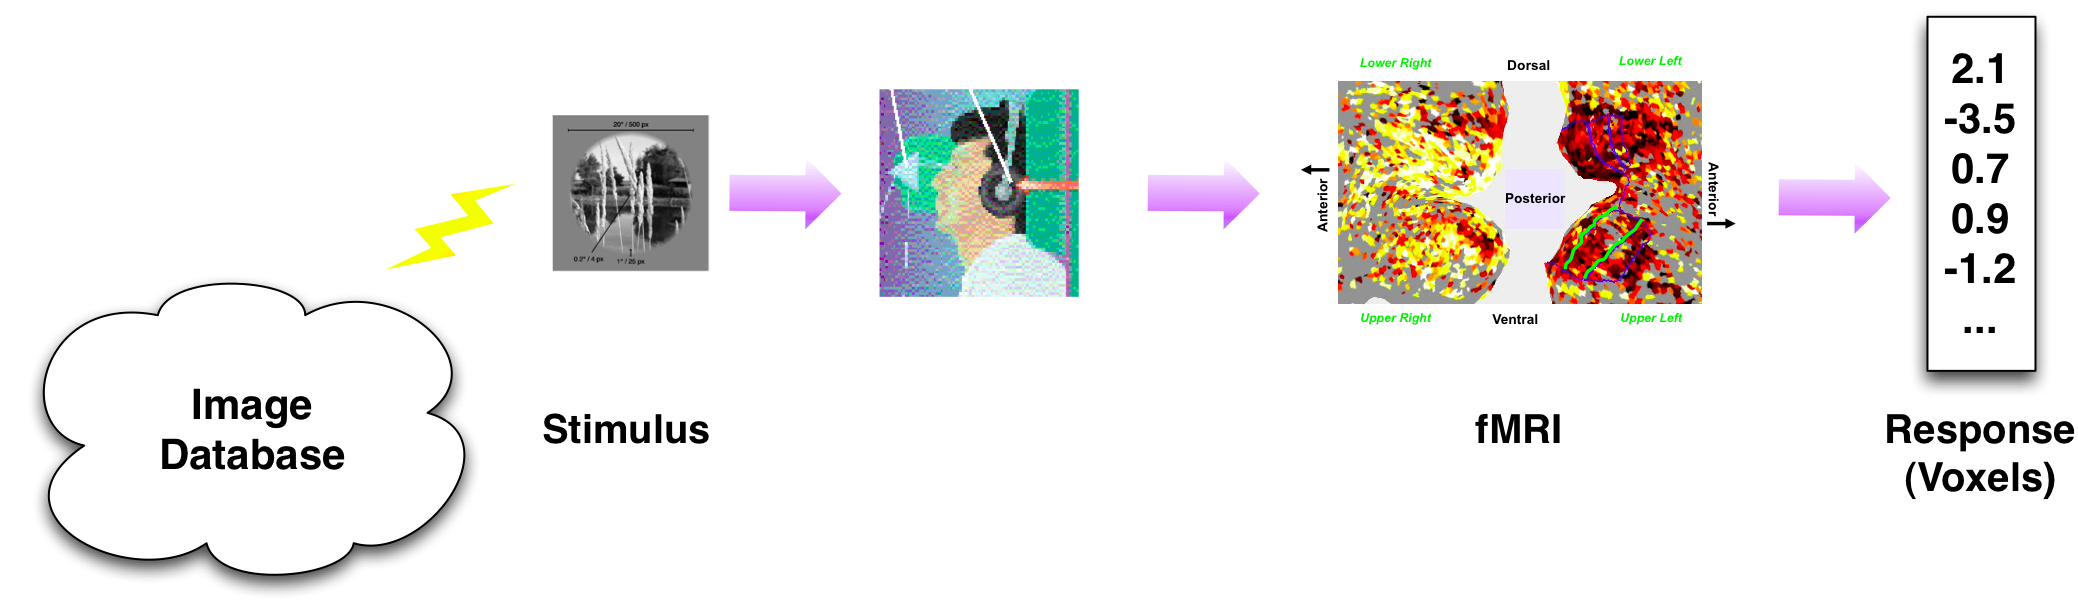 Image
Database
20° / 500 px
0.2° / 4 px
1° / 25 px
Stimulus
Lower Right
Dorsal
Lower Left
Anterior
Posterior
Anterior
Upper Right
Ventral
Upper Left
fMRI
2.1
-3.5
0.7
0.9
-1.2
...
Response
(Voxels)